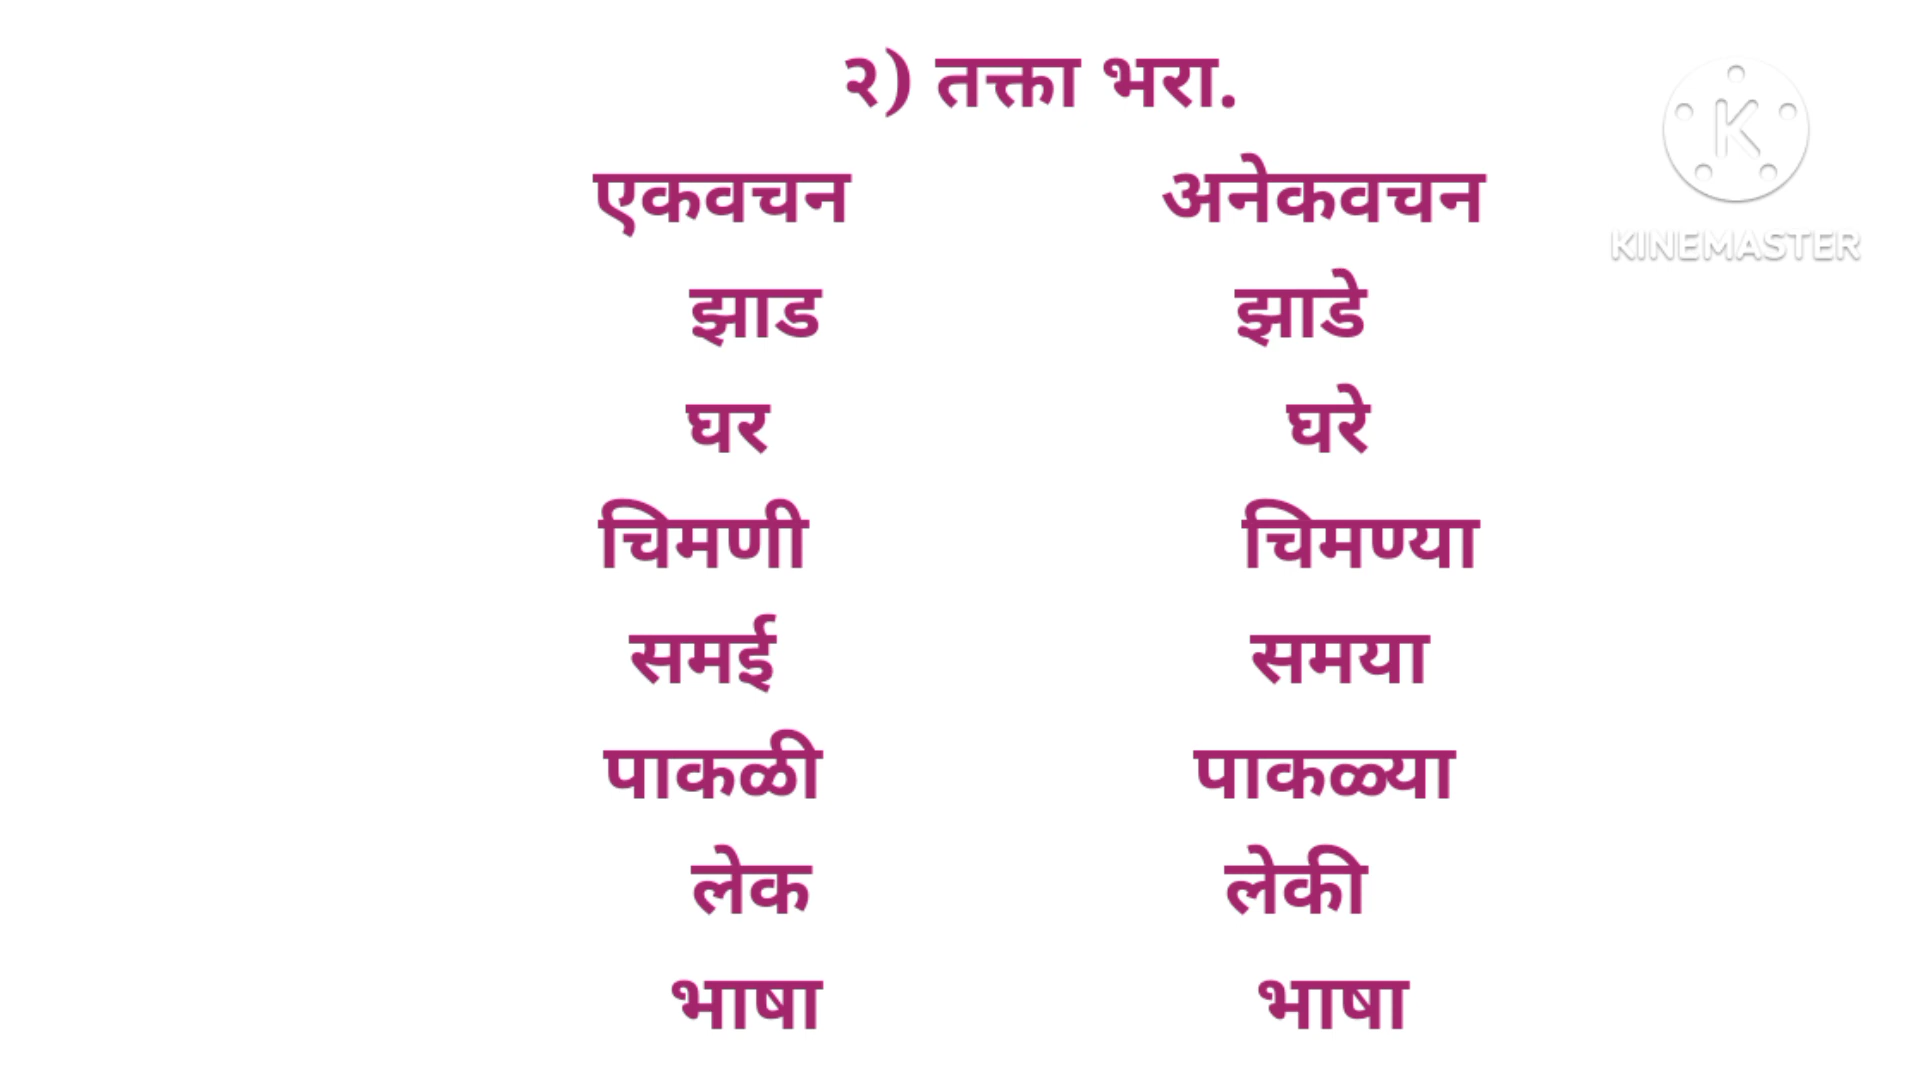 २) तक्ता भरा.
एकवचन अनेकवचन
झाड झाडे
घर घरे
चिमणी चिमण्या
समई समया
पाकळी पाकळ्या
लेक लेकी
भाषा भाषा
K
KINEMASTER